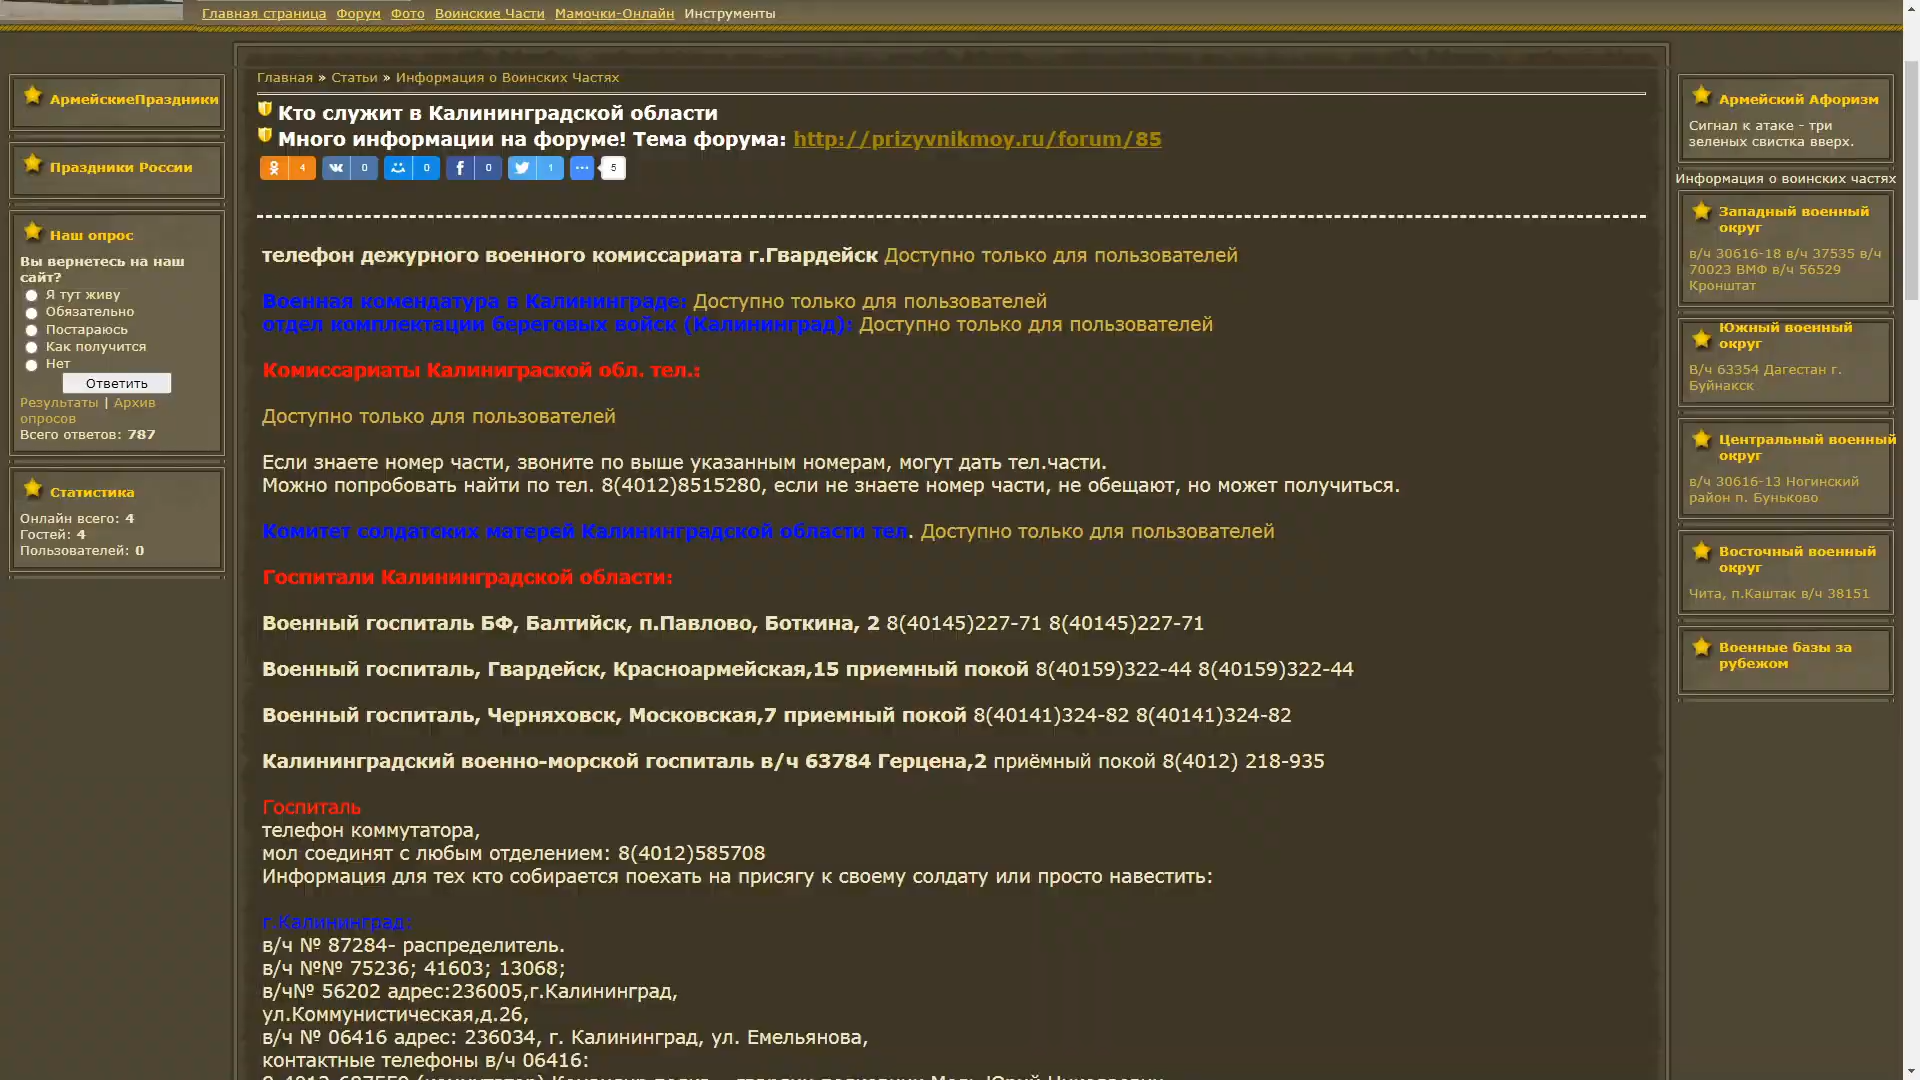 Главная страница Форум Фото Воинские Части Мамочки-Онлайн Инструменты
АрмейскиеПраздники
Праздники России
Наш опрос
Вы вернетесь на наш
сайт?
Я тут живу
Обязательно
Постараюсь
Как получится
Нет
Ответить
Результаты | Архив
опросов
Всего ответов: 787
Статистика
Онлайн всего: 4
Гостей: 4
Пользователей: 0
Главная » Статьи » Информация о Воинских Частях
Кто служит в Калининградской области
Много информации на форуме! Тема форума: http://prizyvnikmoy.ru/forum/85
4 0 0 0 1 5
телефон дежурного военного комиссариата г.Гвардейск Доступно только для пользователей
Военная комендатура в Калининграде: Доступно только для пользователей
отдел комплектации береговых войск (Калининград): Доступно только для пользователей
Комиссариаты Калиниграской обл. тел.:
Доступно только для пользователей
Если знаете номер части, звоните по выше указанным номерам, могут дать тел.части.
Можно попробовать найти по тел. 8(4012)8515280, если не знаете номер части, не обещают, но может получиться.
Комитет солдатских матерей Калининградской области тел. Доступно только для пользователей
Госпитали Калининградской области:
Военный госпиталь БФ, Балтийск, п.Павлово, Боткина, 2 8(40145)227-71 8(40145)227-71
Военный госпиталь, Гвардейск, Красноармейская,15 приемный покой 8(40159)322-44 8(40159)322-44
Военный госпиталь, Черняховск, Московская,7 приемный покой 8(40141)324-82 8(40141)324-82
Калининградский военно-морской госпиталь в/ч 63784 Герцена,2 приёмный покой 8(4012) 218-935
Госпиталь
телефон коммутатора,
мол соединят с любым отделением: 8(4012)585708
Информация для тех кто собирается поехать на присягу к своему солдату или просто навестить:
г.Калининград:
в/ч № 87284- распределитель.
в/ч №№ 75236; 41603; 13068;
в/ч№ 56202 адрес:236005,г.Калининград,
ул.Коммунистическая,д.26,
в/ч № 06416 адрес: 236034, г. Калининград, ул. Емельянова,
контактные телефоны в/ч 06416:
Армейский Афоризм
Сигнал к атаке - три
зеленых свистка вверх.
Информация о воинских частях
Западный военный
округ
в/ч 30616-18 в/ч 37535 в/ч
70023 ВМФ в/ч 56529
Кронштат
Южный военный
округ
В/ч 63354 Дагестан г.
Буйнакск
Центральный военный
округ
в/ч 30616-13 Ногинский
район п. Буньково
Восточный военный
округ
Чита, п.Каштак в/ч 38151
Военные базы за
рубежом